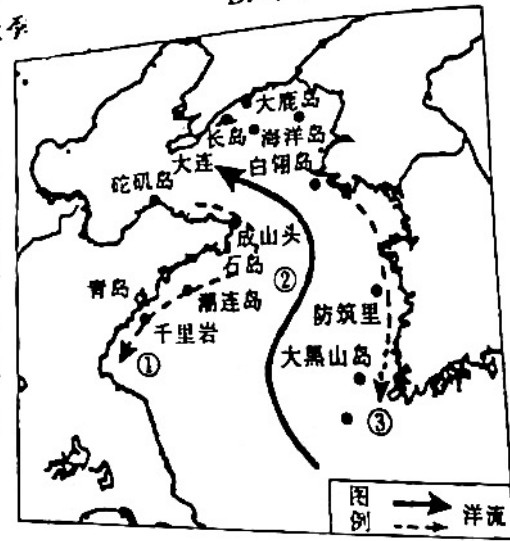 大鹿岛
长岛 海洋岛
大连 白翎岛
砣矶岛
成山头
石岛
②
青岛
潮连岛
千里岩
防筑里
①
大黑山岛
③
图例
洋流